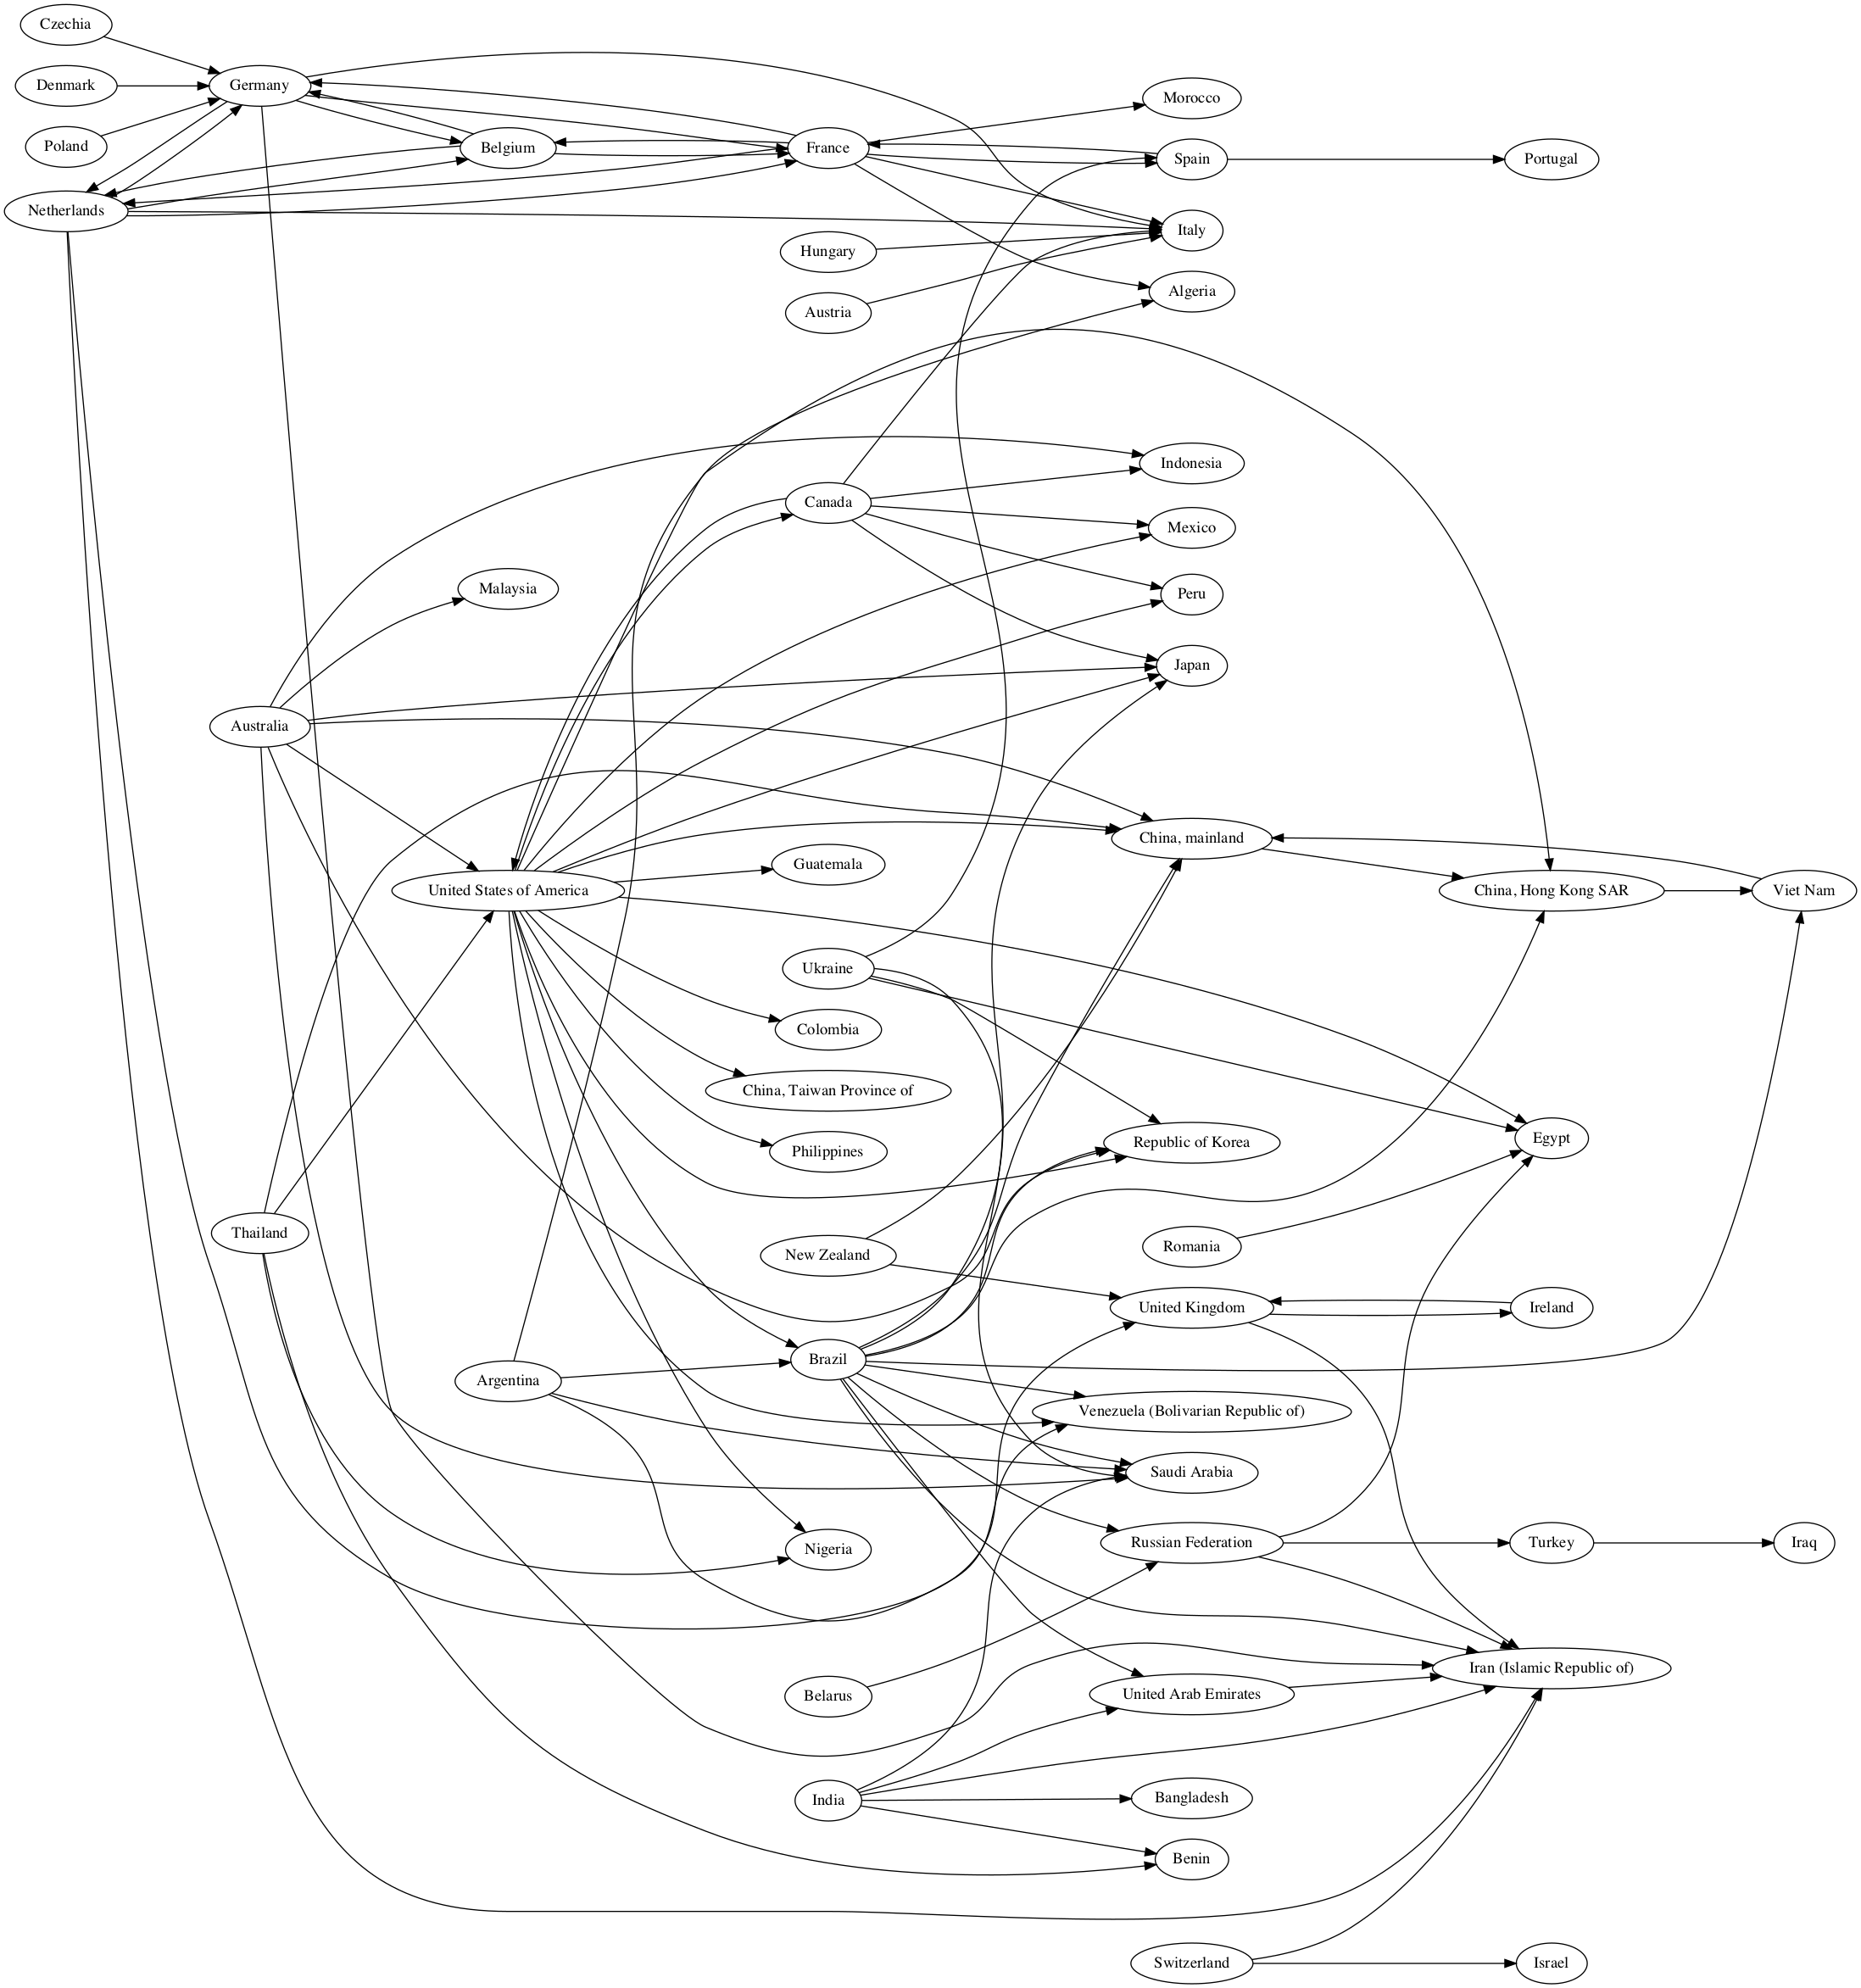 Czechia
Denmark
Germany
Poland
Belgium
France
Morocco
Spain
Portugal
Netherlands
Italy
Hungary
Algeria
Austria
Indonesia
Canada
Mexico
Malaysia
Peru
Japan
Australia
China, mainland
Guatemala
United States of America
China, Hong Kong SAR
Viet Nam
Ukraine
Colombia
China, Taiwan Province of
Egypt
Republic of Korea
Philippines
Thailand
Romania
New Zealand
United Kingdom
Ireland
Brazil
Argentina
Venezuela (Bolivarian Republic of)
Saudi Arabia
Nigeria
Russian Federation
Turkey
Iraq
Iran (Islamic Republic of)
Belarus
United Arab Emirates
India
Bangladesh
Benin
Switzerland
Israel